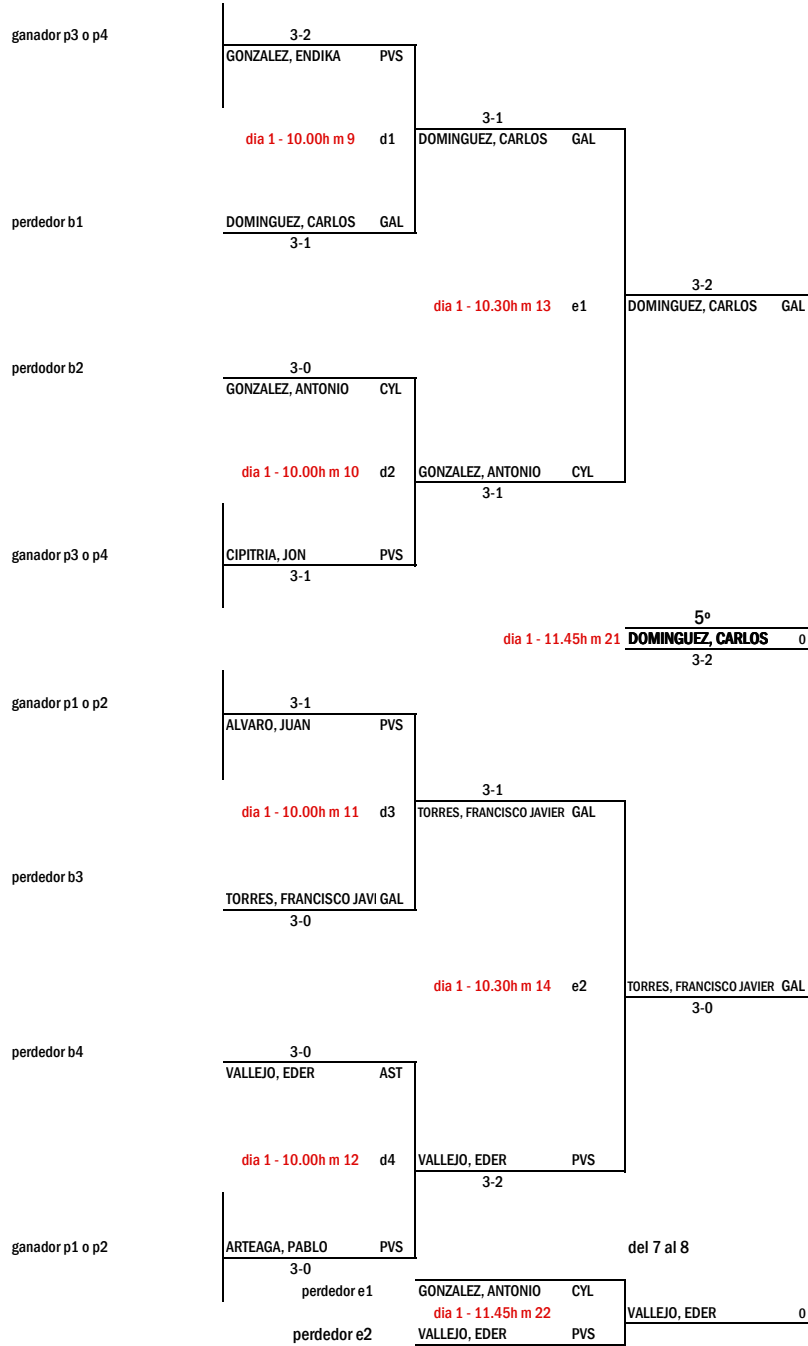 ganador p3 o p4 3-2
GONZALEZ, ENDIKA PVS
3-1
dia 1 - 10.00h m 9 d1 DOMINGUEZ, CARLOS GAL
perdedor b1 DOMINGUEZ, CARLOS GAL
3-1
3-2
dia 1 - 10.30h m 13 e1 DOMINGUEZ, CARLOS GAL
perdodor b2 3-0
GONZALEZ, ANTONIO CYL
dia 1 - 10.00h m 10 d2 GONZALEZ, ANTONIO CYL
3-1
ganador p3 o p4 CIPITRIA, JON PVS
3-1
5º
dia 1 - 11.45h m 21 DOMINGUEZ, CARLOS 0
3-2
ganador p1 o p2 3-1
ALVARO, JUAN PVS
3-1
dia 1 - 10.00h m 11 d3 TORRES, FRANCISCO JAVIER GAL
perdedor b3
TORRES, FRANCISCO JAVI GAL
3-0
dia 1 - 10.30h m 14 e2 TORRES, FRANCISCO JAVIER GAL
3-0
perdedor b4 3-0
VALLEJO, EDER AST
dia 1 - 10.00h m 12 d4 VALLEJO, EDER PVS
3-2
ganador p1 o p2 ARTEAGA, PABLO PVS del 7 al 8
3-0
perdedor e1 GONZALEZ, ANTONIO CYL
dia 1 - 11.45h m 22 VALLEJO, EDER 0
perdedor e2 VALLEJO, EDER PVS